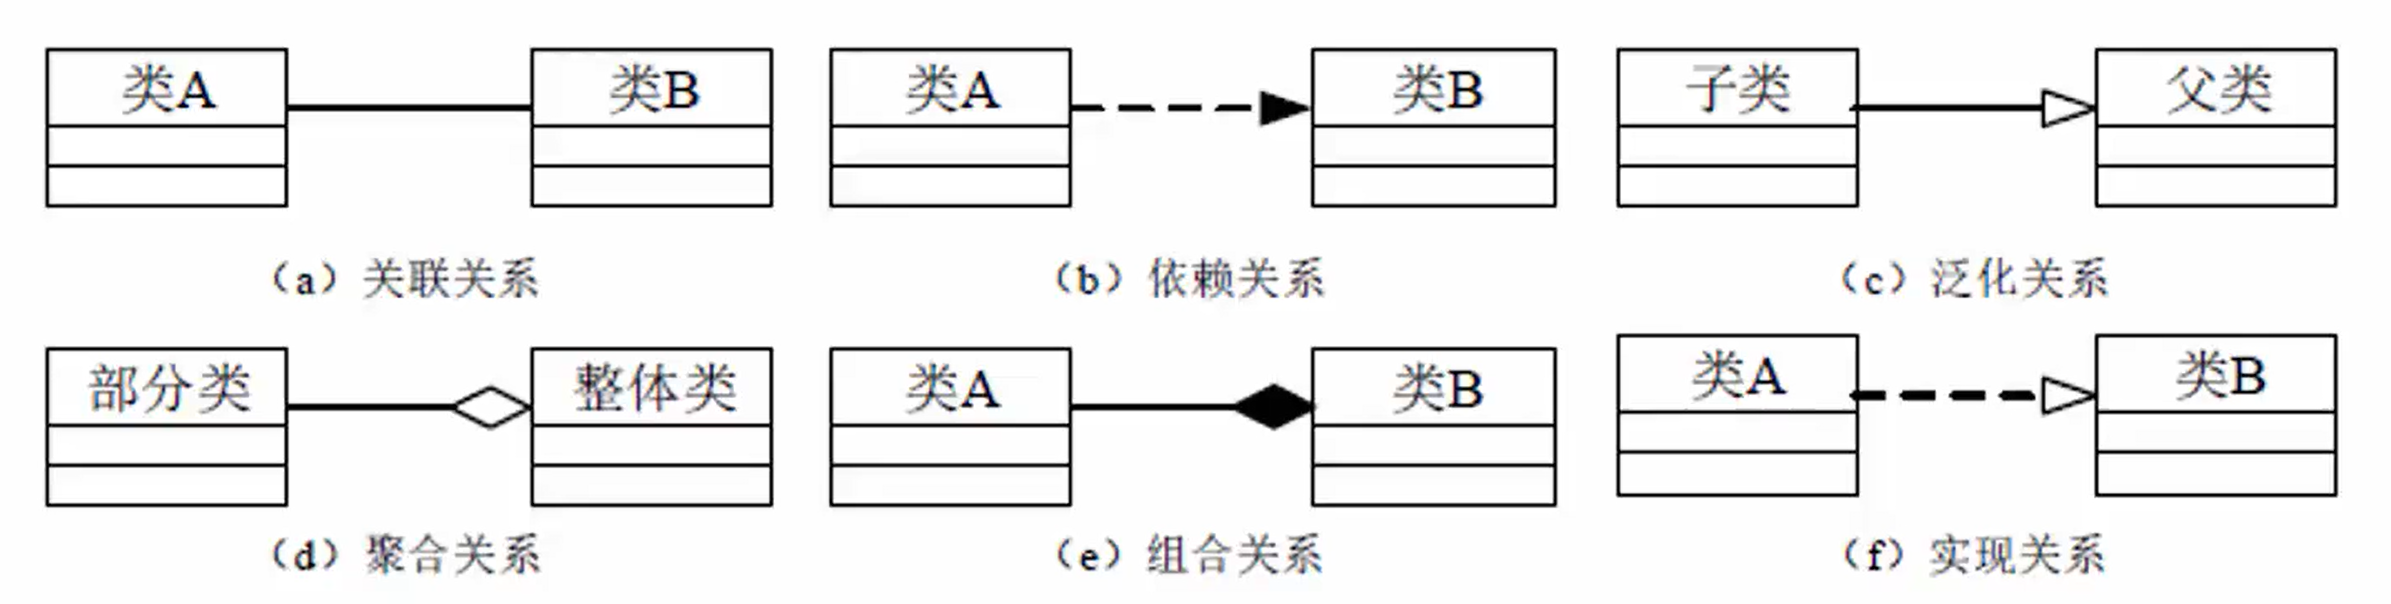 类A
类B
类A
类B
子类
父类
（a）关联关系
（b）依赖关系
（c）泛化关系
部分类
整体类
类A
类B
类A
类B
（d）聚合关系
（e）组合关系
（f）实现关系